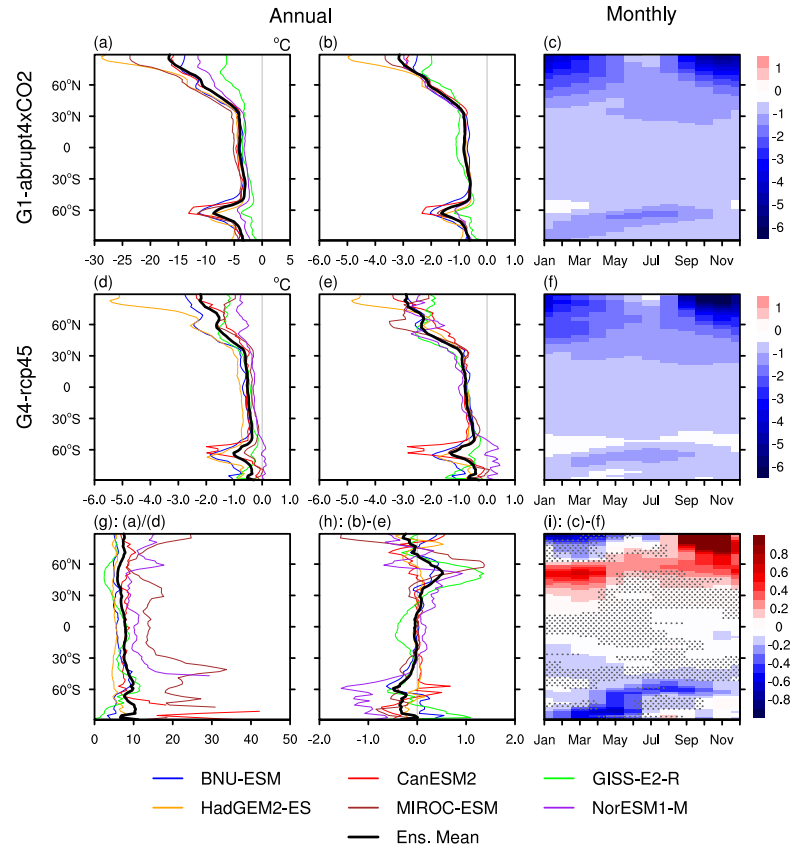 Annual Monthly
(a) °C (b) (c)
G1-abrupt4xCO2
60°N
30°N
0
30°S
60°S
1
0
-1
-2
-3
-4
-5
-6
-30 -25 -20 -15 -10 -5 0 5
-6.0 -5.0 -4.0 -3.0 -2.0 -1.0 0.0 1.0
Jan Mar May Jul Sep Nov
(d) °C (e) (f)
G4-rcp45
60°N
30°N
0
30°S
60°S
1
0
-1
-2
-3
-4
-5
-6
-6.0 -5.0 -4.0 -3.0 -2.0 -1.0 0.0 1.0
-6.0 -5.0 -4.0 -3.0 -2.0 -1.0 0.0 1.0
Jan Mar May Jul Sep Nov
(g): (a)/(d) (h): (b)-(e) (i): (c)-(f)
60°N
30°N
0
30°S
60°S
0.8
0.6
0.4
0.2
0
-0.2
-0.4
-0.6
-0.8
0 10 20 30 40 50
-2.0 -1.0 0.0 1.0 2.0
Jan Mar May Jul Sep Nov
BNU-ESM CanESM2 GISS-E2-R
HadGEM2-ES MIROC-ESM NorESM1-M
Ens. Mean